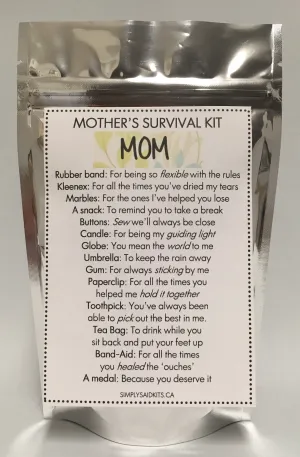 MOTHER'S SURVIVAL KIT
MOM
Rubber band: For being so flexible with the rules
Kleenex: For all the times you've dried my tears
Marbles: For the ones I've helped you lose
A snack: To remind you to take a break
Buttons: Sew we'll always be close
Candle: For being my guiding light
Globe: You mean the world to me
Umbrella: To keep the rain away
Gum: For always sticking by me
Paperclip: For all the times you
helped me hold it together
Toothpick: You've always been
able to pick out the best in me.
Tea Bag: To drink while you
sit back and put your feet up
Band-Aid: For all the times
you healed the 'ouches'
A medal: Because you deserve it
SIMPLYSAIDKITS.CA